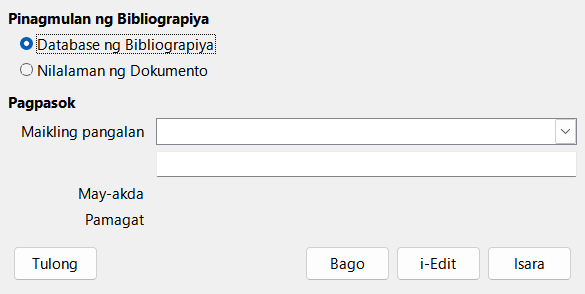 Pinagmulan ng Bibliograpiya
Database ng Bibliograpiya
Nilalaman ng Dokumento
Pagpasok
Maikling pangalan
May-akda
Pamagat
Tulong
Bago
i-Edit
Isara